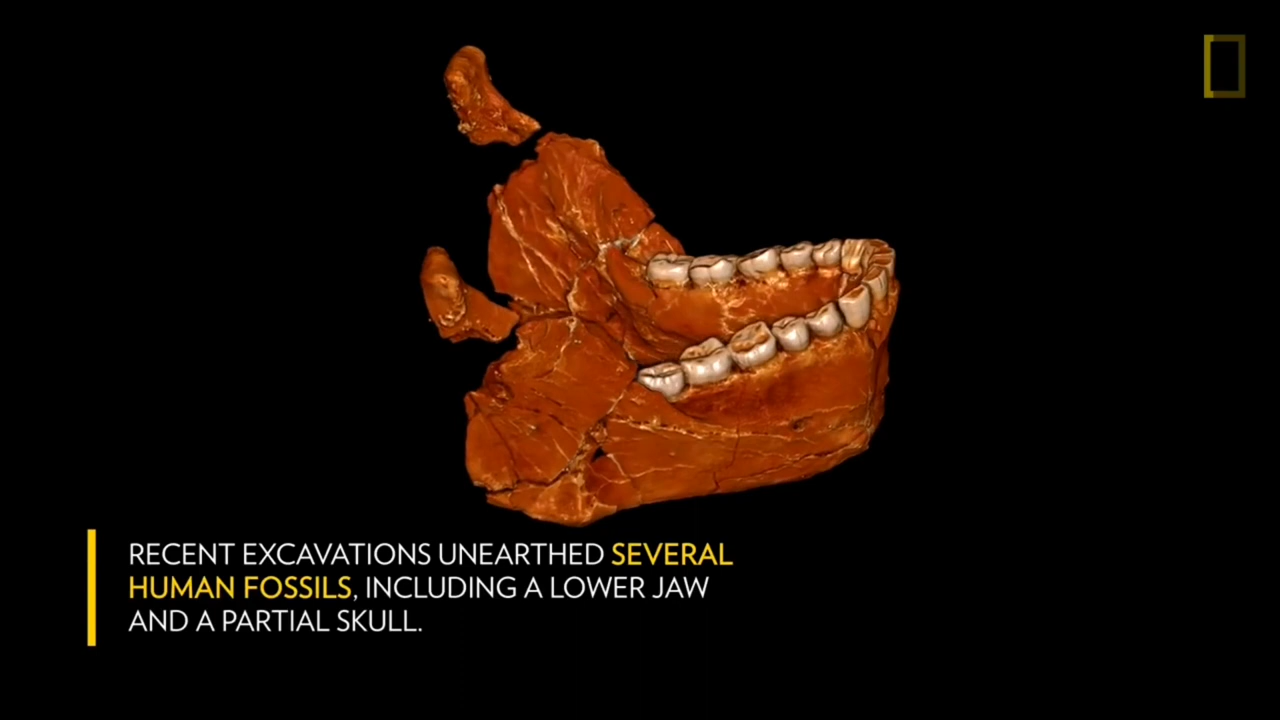 RECENT EXCAVATIONS UNEARTHED SEVERAL
HUMAN FOSSILS, INCLUDING A LOWER JAW
AND A PARTIAL SKULL.